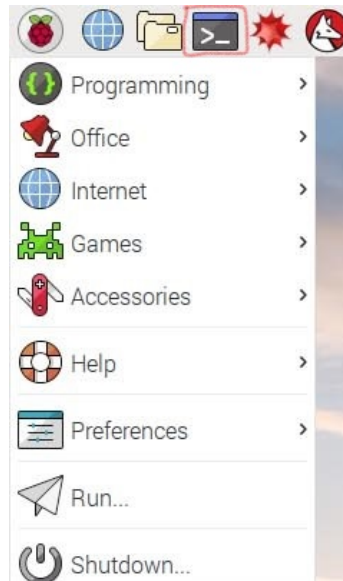 >_
Programming
Office
Internet
Games
Accessories
Help
Preferences
Run...
Shutdown...